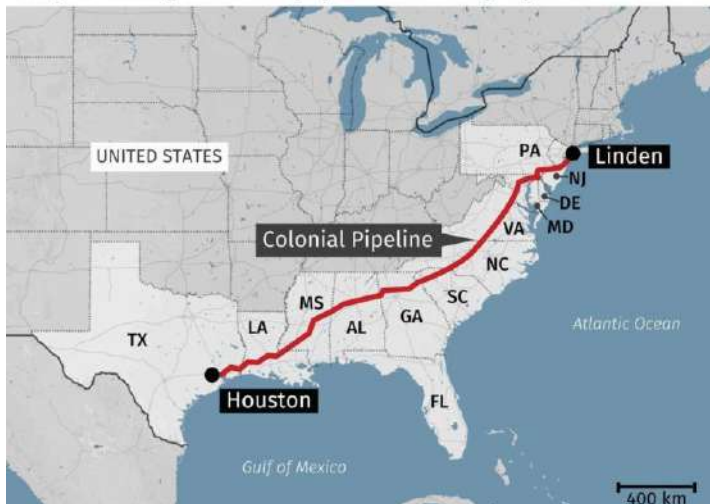 UNITED STATES
PA
Linden
NJ
DE
MD
VA
Colonial Pipeline
NC
SC
MS
AL
GA
LA
TX
Atlantic Ocean
Houston
FL
Gulf of Mexico
400 km